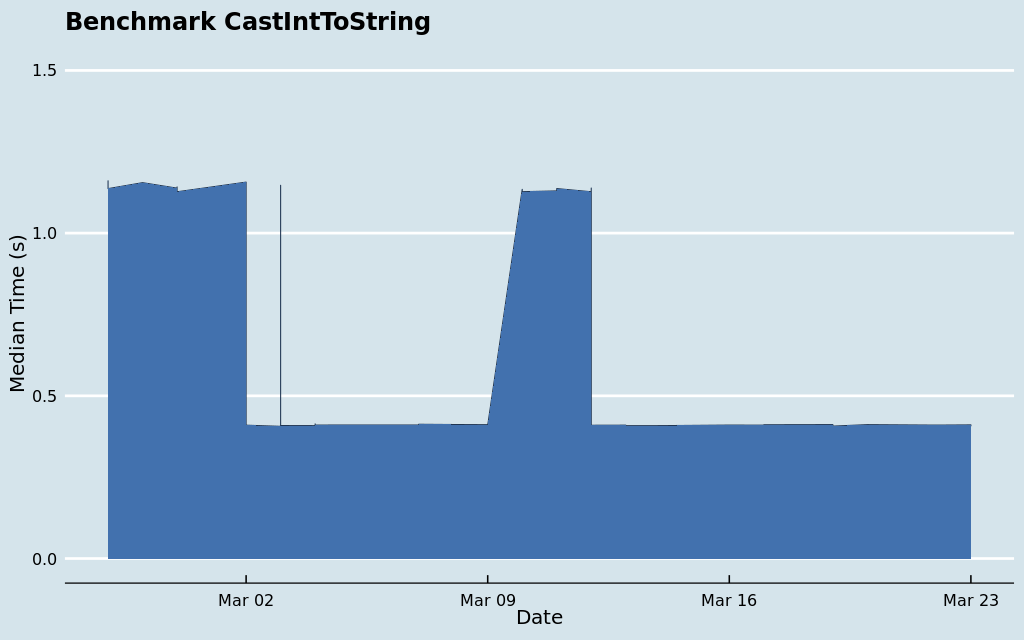 Benchmark CastIntToString
Median Time (s)
1.5
1.0
0.5
0.0
Mar 02
Mar 09
Mar 16
Mar 23
Date